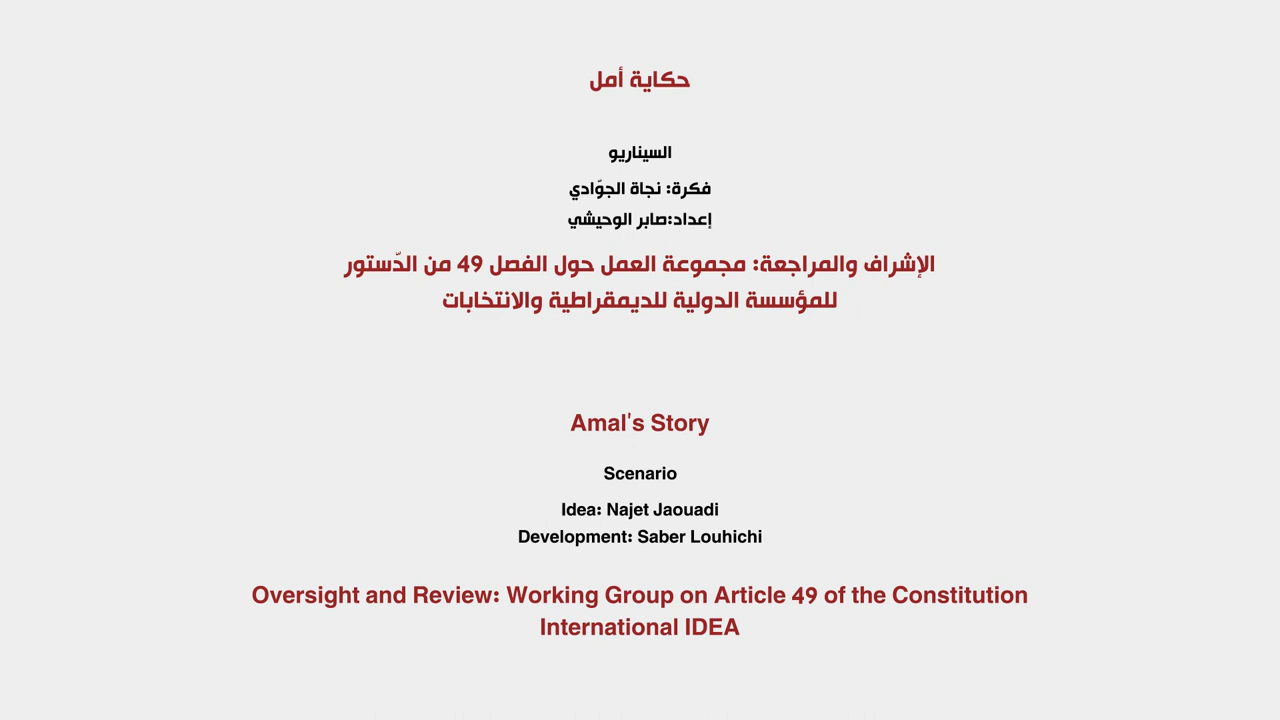 حكاية أمل
السيناريو
فكرة: نجاة الجوّادي
إعداد:صابر الوحيشي
الإشراف والمراجعة: مجموعة العمل حول الفصل 49 من الدّستور
للمؤسسة الدولية للديمقراطية والانتخابات
Amal's Story
Scenario
Idea: Najet Jaouadi
Development: Saber Louhichi
Oversight and Review: Working Group on Article 49 of the Constitution
International IDEA